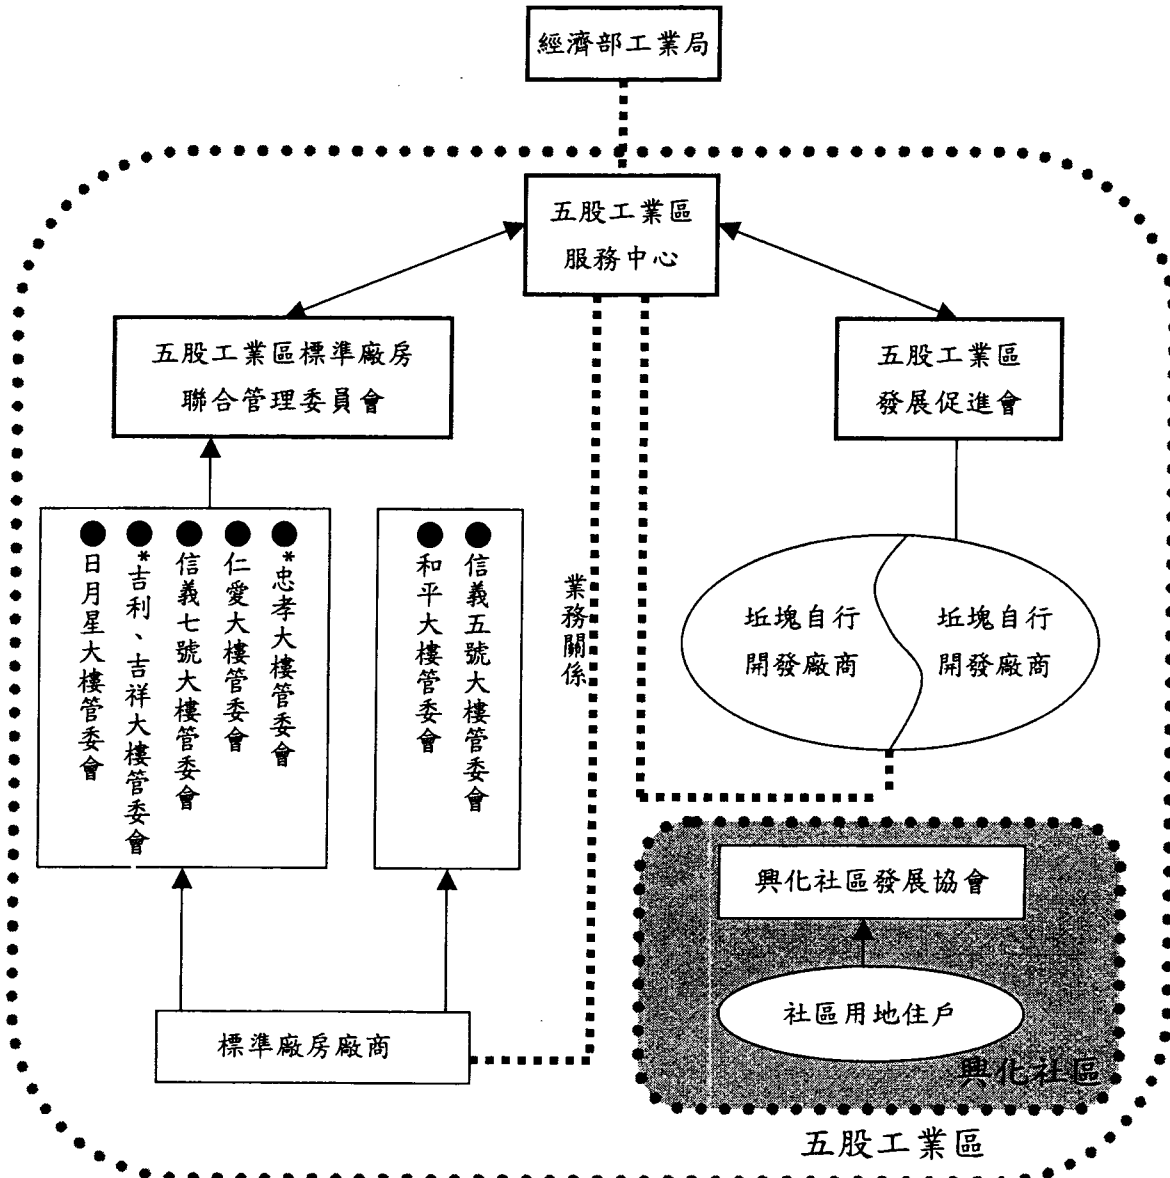 經濟部工業局
五股工業區
服務中心
五股工業區標準廠房
聯合管理委員會
五股工業區
發展促進會
*忠孝大樓管委會
仁愛大樓管委會
信義七號大樓管委會
*吉利、吉祥大樓管委會
日月星大樓管委會
信義五號大樓管委會
和平大樓管委會
業務關係
坵塊自行
開發廠商
坵塊自行
開發廠商
興化社區發展協會
社區用地住戶
興化社區
標準廠房廠商
五股工業區